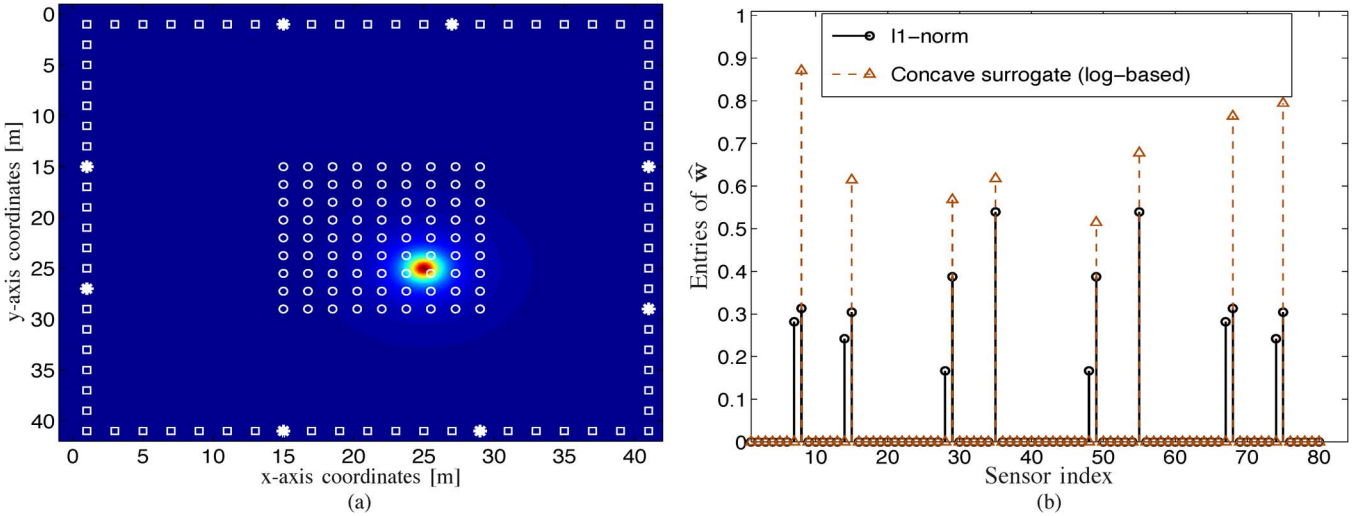 0
5
10
15
20
25
30
35
40
y-axis coordinates [m]
0 5 10 15 20 25 30 35 40
x-axis coordinates [m]
(a)
1
0.9
0.8
0.7
0.6
0.5
0.4
0.3
0.2
0.1
0
Entries of ŵ
l1-norm
Concave surrogate (log-based)
10 20 30 40 50 60 70 80
Sensor index
(b)